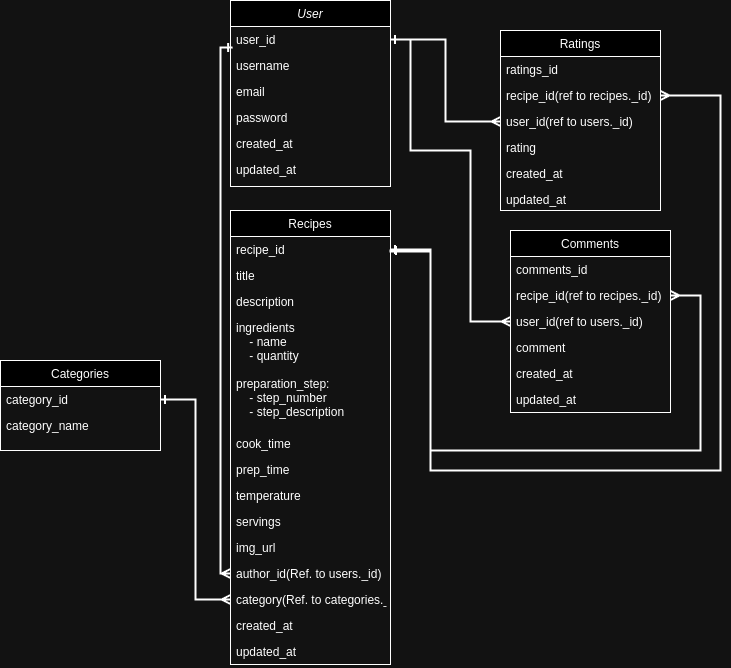 User
user_id
username
email
password
created_at
updated_at
Ratings
ratings_id
recipe_id(ref to recipes._id)
user_id(ref to users._id)
rating
created_at
updated_at
Recipes
recipe_id
title
description
ingredients
- name
- quantity
preparation_step:
- step_number
- step_description
cook_time
prep_time
temperature
servings
img_url
author_id(Ref. to users._id)
category(Ref. to categories._
created_at
updated_at
Comments
comments_id
recipe_id(ref to recipes._id)
user_id(ref to users._id)
comment
created_at
updated_at
Categories
category_id
category_name